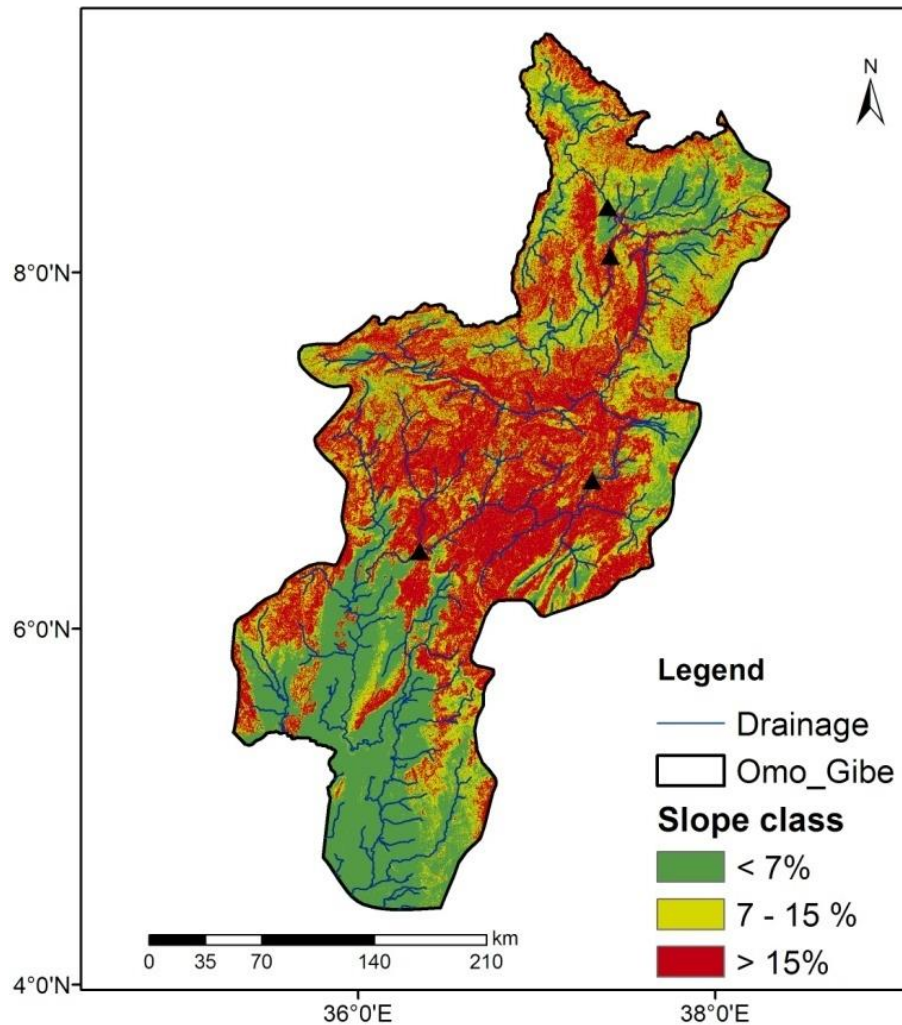 N
8°0'N
6°0'N
4°0'N
36°0'E
38°0'E
km
0 35 70 140 210
Legend
Drainage
Omo_Gibe
Slope class
< 7%
7 - 15 %
> 15%